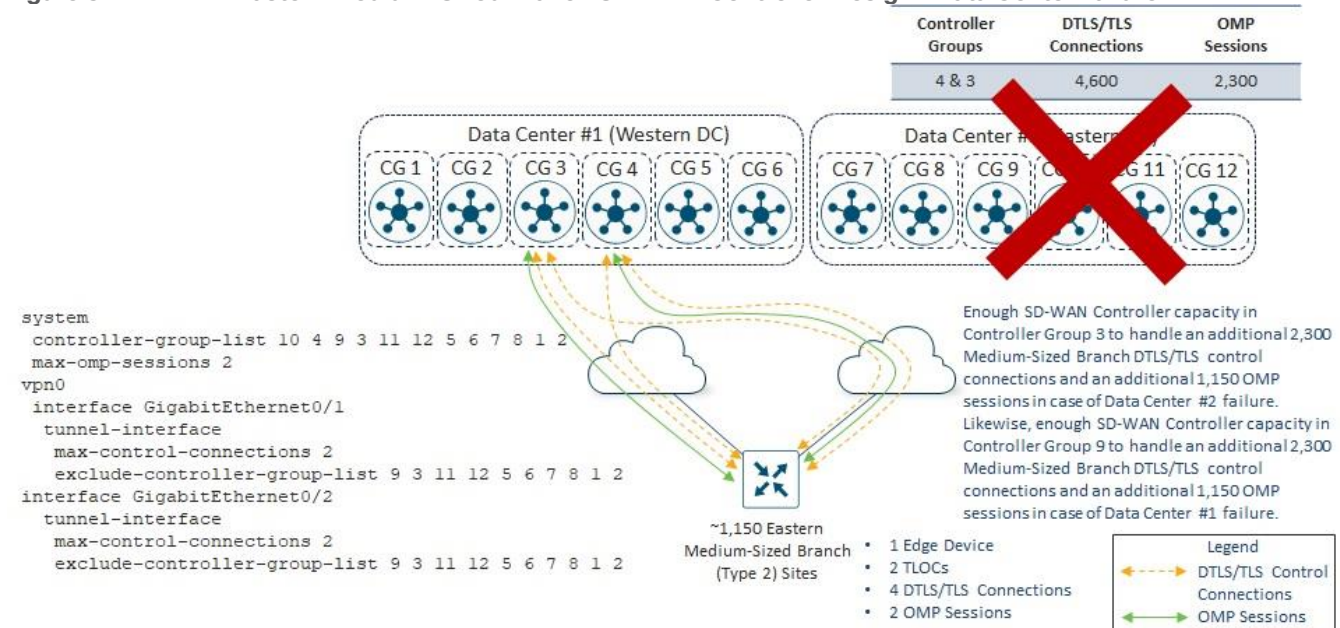 Controller Groups
DTLS/TLS Connections
OMP Sessions
4 & 3
4,600
2,300
Data Center #1 (Western DC)
Data Center #
CG 1
CG 2
CG 3
CG 4
CG 5
CG 6
CG 7
CG 8
CG 9
11
CG 12
system
controller-group-list 10 4 9 3 11 12 5 6 7 8 1 2
max-omp-sessions 2
vpn0
interface GigabitEthernet0/1
tunnel-interface
max-control-connections 2
exclude-controller-group-list 9 3 11 12 5 6 7 8 1 2
interface GigabitEthernet0/2
tunnel-interface
max-control-connections 2
exclude-controller-group-list 9 3 11 12 5 6 7 8 1 2
Enough SD-WAN Controller capacity in
Controller Group 3 to handle an additional 2,300
Medium-Sized Branch DTLS/TLS control
connections and an additional 1,150 OMP
sessions in case of Data Center #2 failure.
Likewise, enough SD-WAN Controller capacity in
Controller Group 9 to handle an additional 2,300
Medium-Sized Branch DTLS/TLS control
connections and an additional 1,150 OMP
sessions in case of Data Center #1 failure.
~1,150 Eastern
Medium-Sized Branch
(Type 2) Sites
• 1 Edge Device
• 2 TLOCs
• 4 DTLS/TLS Connections
• 2 OMP Sessions
Legend
DTLS/TLS Control
Connections
OMP Sessions